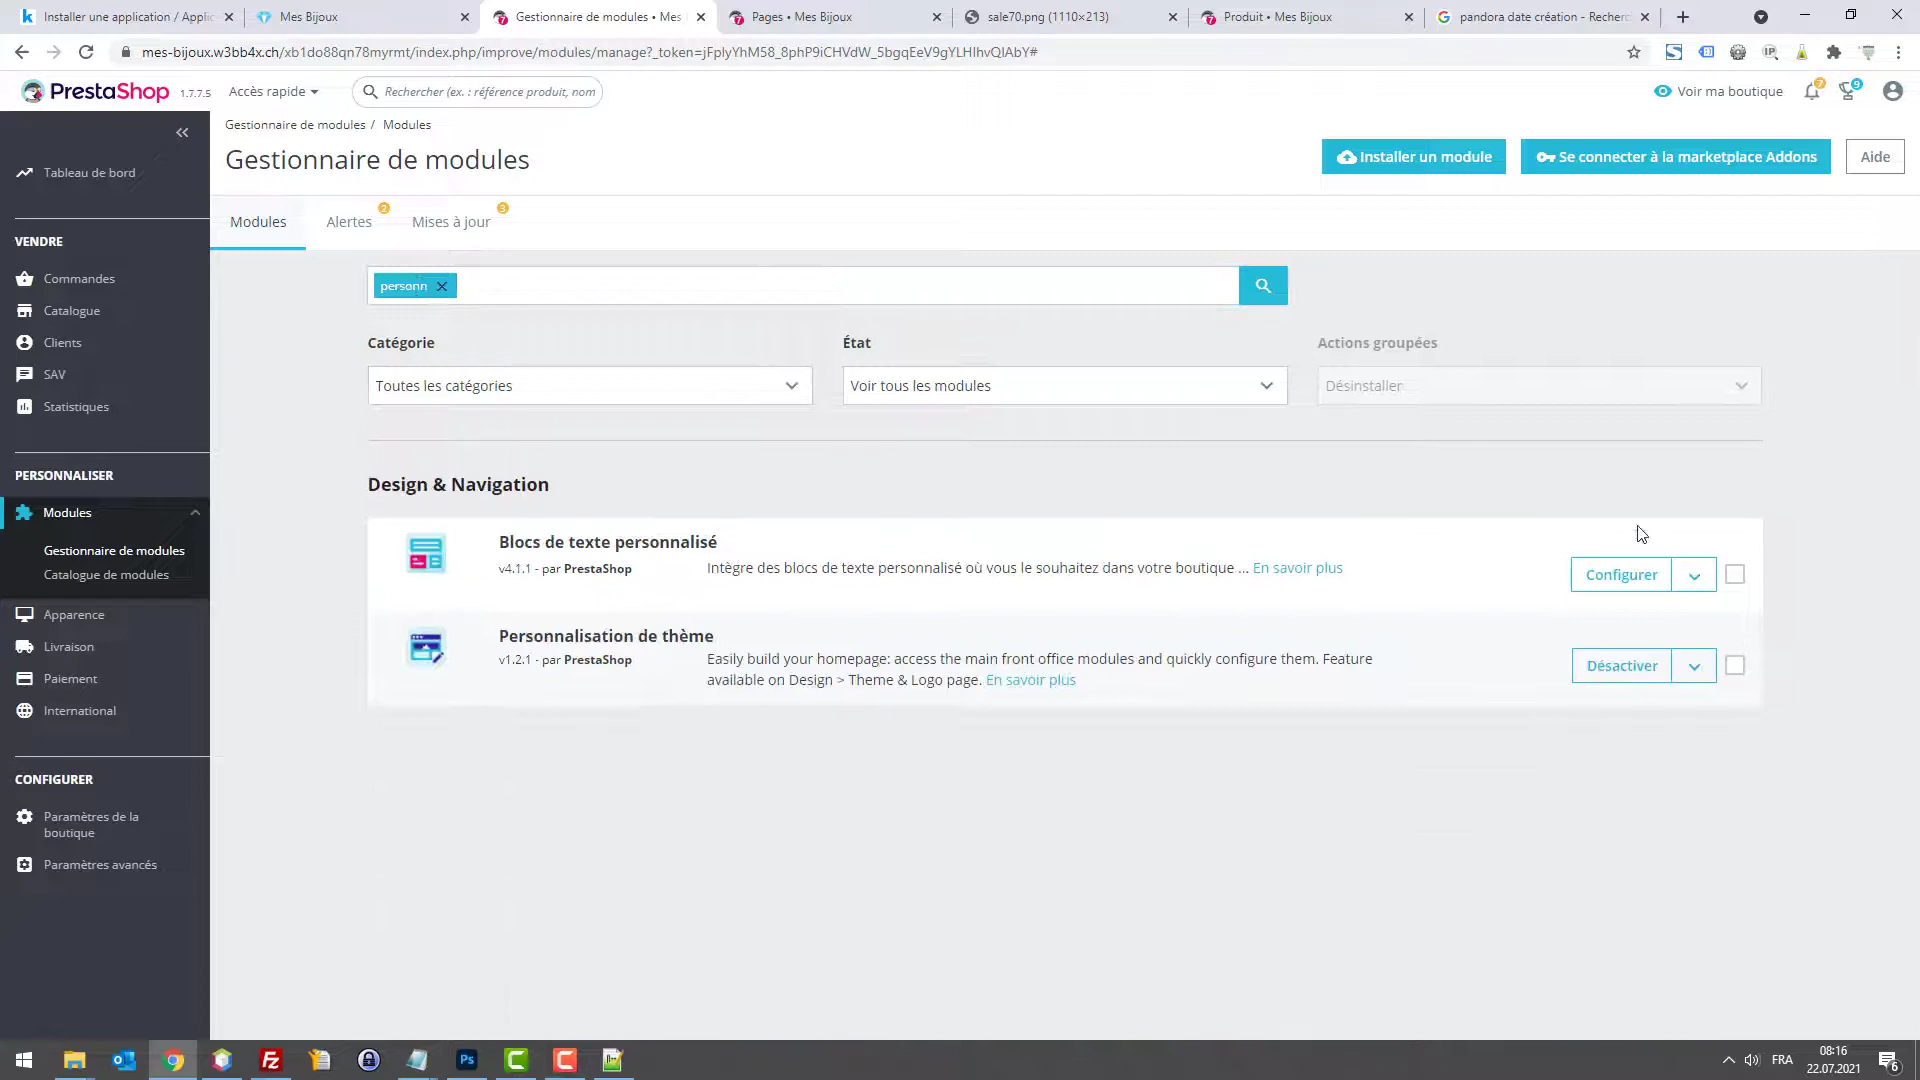 Installer une application / Applic
Mes Bijoux
Gestionnaire de modules • Mes
Pages • Mes Bijoux
sale70.png (1110×213)
Produit • Mes Bijoux
pandora date création - Recherc
mes-bijoux.w3bb4x.ch/xb1do88qn78myrmt/index.php/improve/modules/manage?_token=jFplyYhM58_8phP9iCHVdW_5bgqEeV9gYLHIhvQIAbY#
PrestaShop 1.7.7.5
Accès rapide
Rechercher (ex. : référence produit, nom
Voir ma boutique
7
9
Gestionnaire de modules / Modules
Gestionnaire de modules
Installer un module
Se connecter à la marketplace Addons
Aide
Modules
Alertes 2
Mises à jour 3
personn
Catégorie
Toutes les catégories
État
Voir tous les modules
Actions groupées
Désinstaller
Design & Navigation
Blocs de texte personnalisé
v4.1.1 - par PrestaShop
Intègre des blocs de texte personnalisé où vous le souhaitez dans votre boutique ... En savoir plus
Configurer
Personnalisation de thème
v1.2.1 - par PrestaShop
Easily build your homepage: access the main front office modules and quickly configure them. Feature
available on Design > Theme & Logo page. En savoir plus
Désactiver
Tableau de bord
VENDRE
Commandes
Catalogue
Clients
SAV
Statistiques
PERSONNALISER
Modules
Gestionnaire de modules
Catalogue de modules
Apparence
Livraison
Paiement
International
CONFIGURER
Paramètres de la
boutique
Paramètres avancés
Ps
FRA
08:16
22.07.2021
6